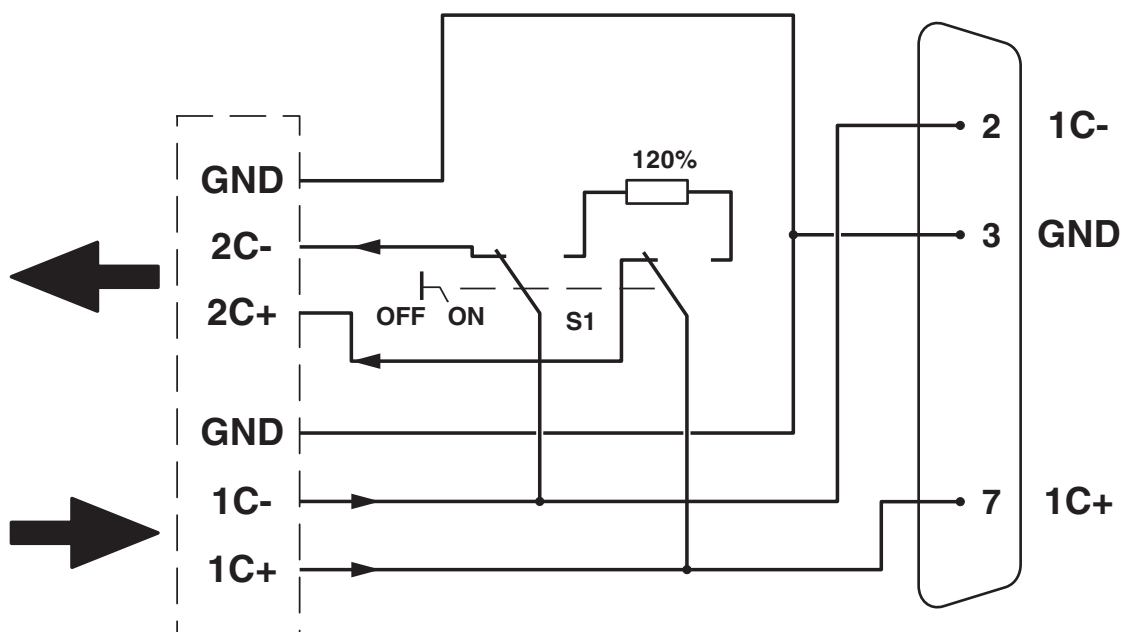 GND
2C-
2C+
GND
1C-
1C+
120%
OFF ON
S1
2 1C-
3 GND
7 1C+